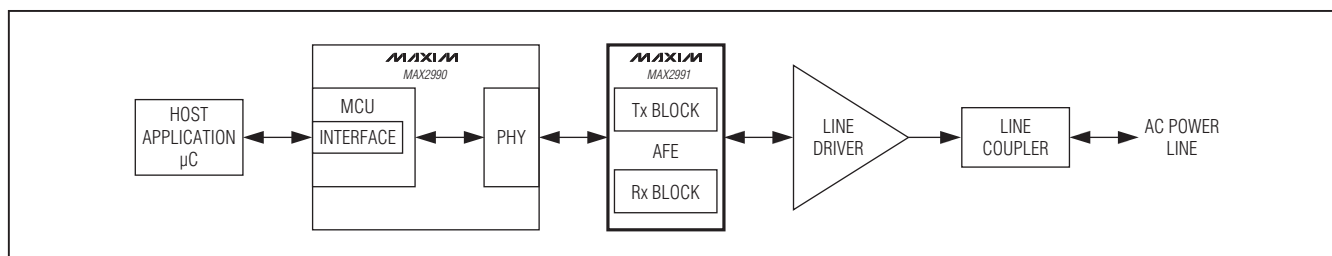 HOST
APPLICATION
µC
MAXIM
MAX2990
MCU
INTERFACE
PHY
MAXIM
MAX2991
Tx BLOCK
AFE
Rx BLOCK
LINE
DRIVER
LINE
COUPLER
AC POWER
LINE